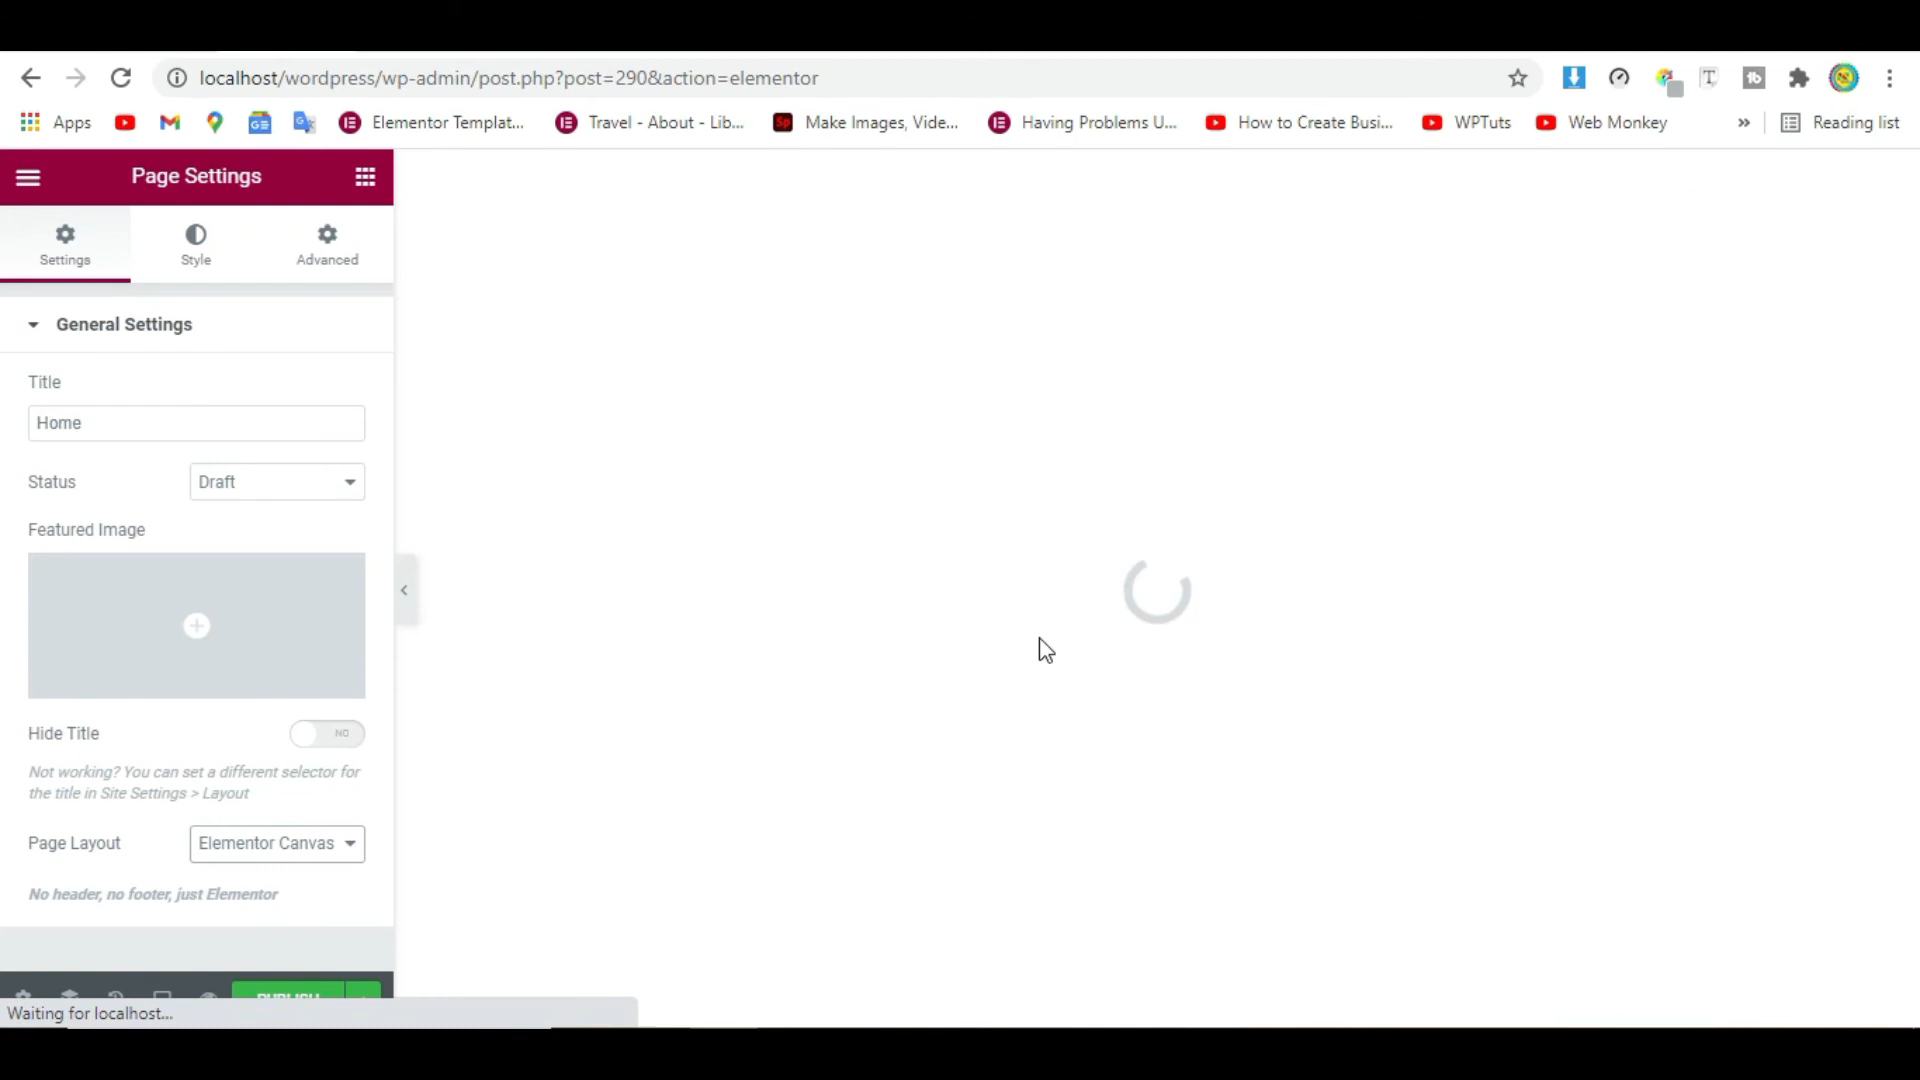 localhost/wordpress/wp-admin/post.php?post=290&action=elementor
Apps
Elementor Templat...
Travel - About - Lib...
Make Images, Vide...
Having Problems U...
How to Create Busi...
WPTuts
Web Monkey
»
Reading list
Page Settings
Settings
Style
Advanced
General Settings
Title
Home
Status
Draft
Featured Image
Hide Title
NO
Not working? You can set a different selector for
the title in Site Settings > Layout
Page Layout
Elementor Canvas
No header, no footer, just Elementor
PUBLISH
Waiting for localhost...